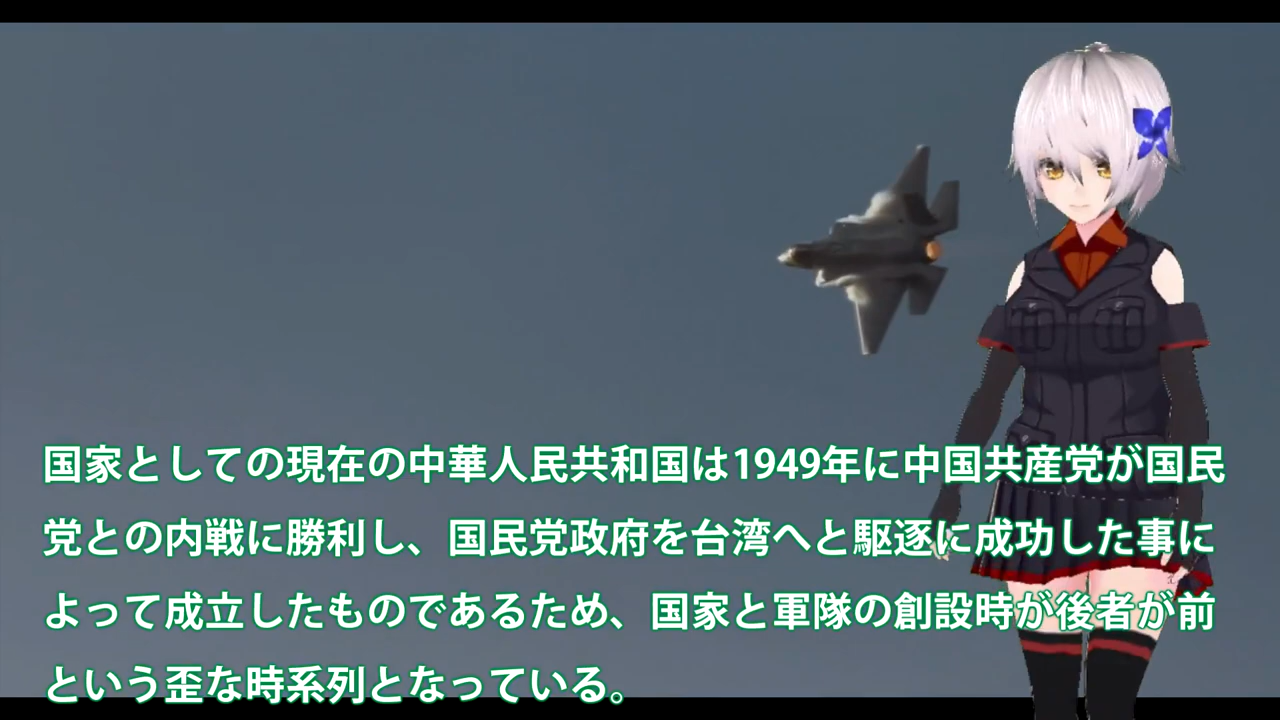 国家としての現在の中華人民共和国は1949年に中国共産党が国民
党との内戦に勝利し、国民党政府を台湾へと駆逐に成功した事に
よって成立したものであるため、国家と軍隊の創設時が後者が前
という歪な時系列となっている。